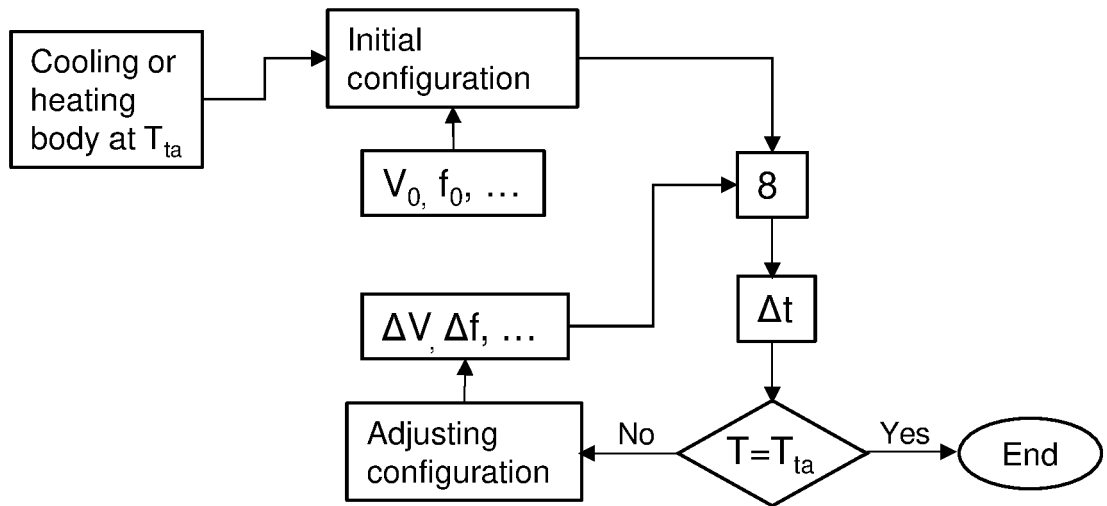 Cooling or
heating
body at Tta
Initial
configuration
V0, f0, …
8
ΔV, Δf, …
Δt
Adjusting
configuration
No
T=Tta
Yes
End